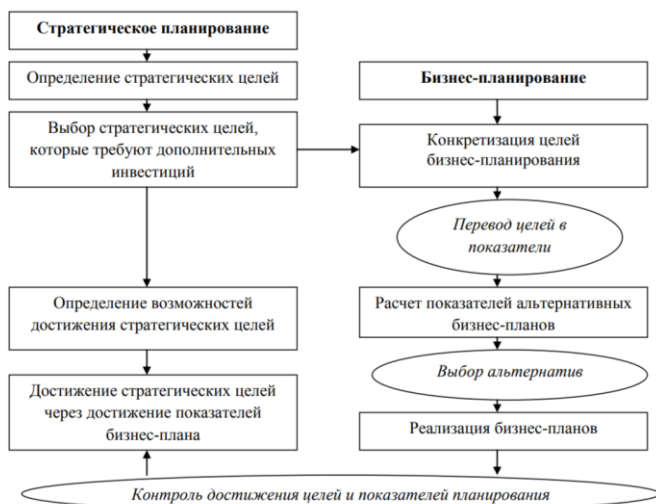 Стратегическое планирование
Определение стратегических целей
Выбор стратегических целей,
которые требуют дополнительных
инвестиций
Определение возможностей
достижения стратегических целей
Достижение стратегических целей
через достижение показателей
бизнес-плана
Бизнес-планирование
Конкретизация целей
бизнес-планирования
Перевод целей в
показатели
Расчет показателей альтернативных
бизнес-планов
Выбор альтернатив
Реализация бизнес-планов
Контроль достижения целей и показателей планирования